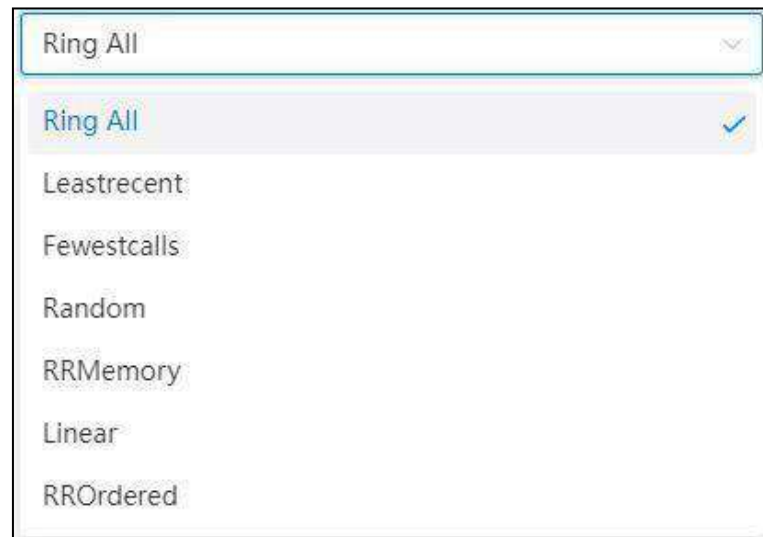 Ring All
Ring All
Leastrecent
Fewestcalls
Random
RRMemory
Linear
RROrdered